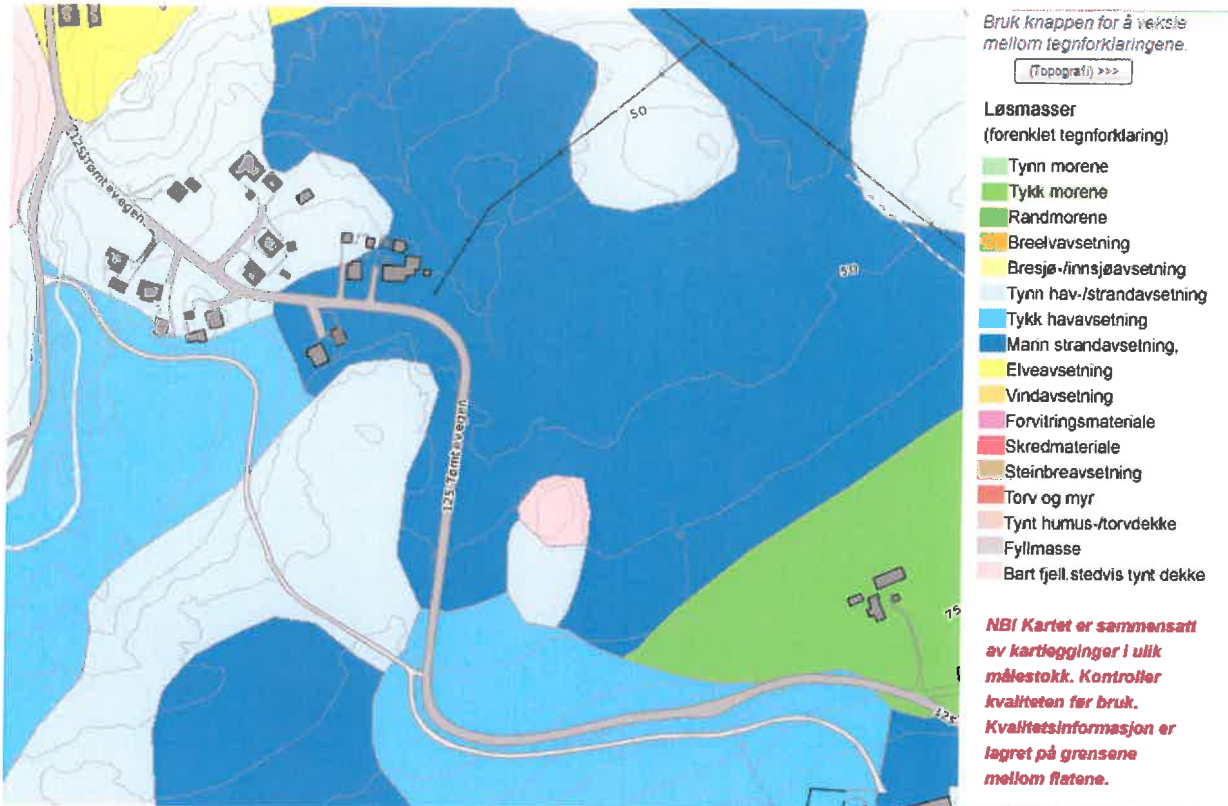 Bruk knappen for å veksle
mellom tegnforklaringene.
(Topografi) >>>
Løsmasser
(forenklet tegnforklaring)
Tynn morene
Tykk morene
Randmorene
Breelvavsetning
Bresjø-/innsjøavsetning
Tynn hav-/strandavsetning
Tykk havavsetning
Marin strandavsetning,
Elveavsetning
Vindavsetning
Forvitringsmateriale
Skredmateriale
Steinbreavsetning
Torv og myr
Tynt humus-/torvdekke
Fyllmasse
Bart fjell.stedvis tynt dekke
NB! Kartet er sammensatt
av kartlegginger i ulik
målestokk. Kontroller
kvaliteten før bruk.
Kvalitetsinformasjon er
lagret på grensene
mellom flatene.
125 Tømtevegen
50
50
125 Tømtevegen
75
125